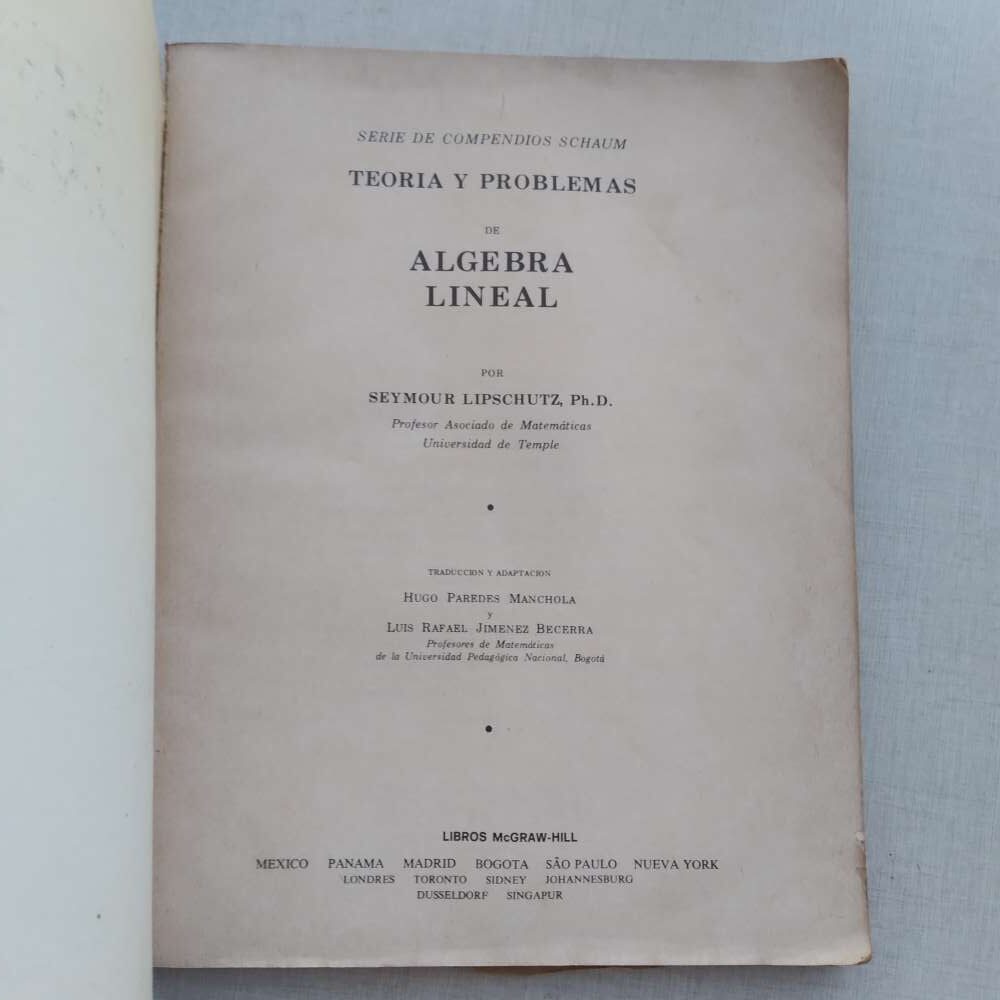 SERIE DE COMPENDIOS SCHAUM
TEORIA Y PROBLEMAS
DE
ALGEBRA
LINEAL
POR
SEYMOUR LIPSCHUTZ, Ph.D.
Profesor Asociado de Matemáticas
Universidad de Temple
TRADUCCION Y ADAPTACION
HUGO PAREDES MANCHOLA
y
LUIS RAFAEL JIMENEZ BECERRA
Profesores de Matemáticas
de la Universidad Pedagógica Nacional, Bogotá
LIBROS McGRAW-HILL
MEXICO PANAMA MADRID BOGOTA SÃO PAULO NUEVA YORK
LONDRES TORONTO SIDNEY JOHANNESBURG
DUSSELDORF SINGAPUR